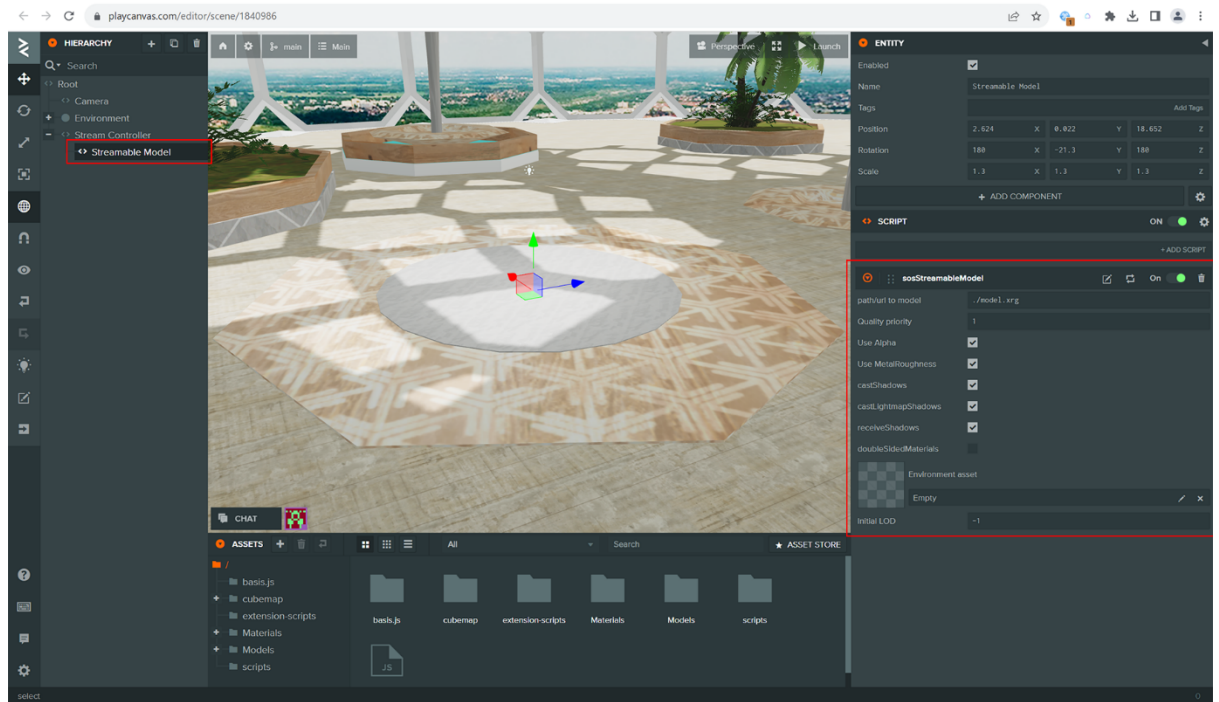 playcanvas.com/editor/scene/1840986
HIERARCHY
Search
Root
Camera
Environment
Stream Controller
Streamable Model
main
Main
Perspective
Launch
CHAT
ENTITY
Enabled
Name Streamable Model
Tags Add Tags
Position 2.624 X 0.022 Y 18.652 Z
Rotation 180 X -21.3 Y 180 Z
Scale 1.3 X 1.3 Y 1.3 Z
+ ADD COMPONENT
SCRIPT ON
+ ADD SCRIPT
sosStreamableModel On
path/url to model ./model.xrg
Quality priority 1
Use Alpha
Use MetalRoughness
castShadows
castLightmapShadows
receiveShadows
doubleSidedMaterials
Environment asset
Empty
Initial LOD -1
ASSETS
All
Search
ASSET STORE
/
basis.js
cubemap
extension-scripts
Materials
Models
scripts
basis.js cubemap extension-scripts Materials Models scripts
JS
select 0